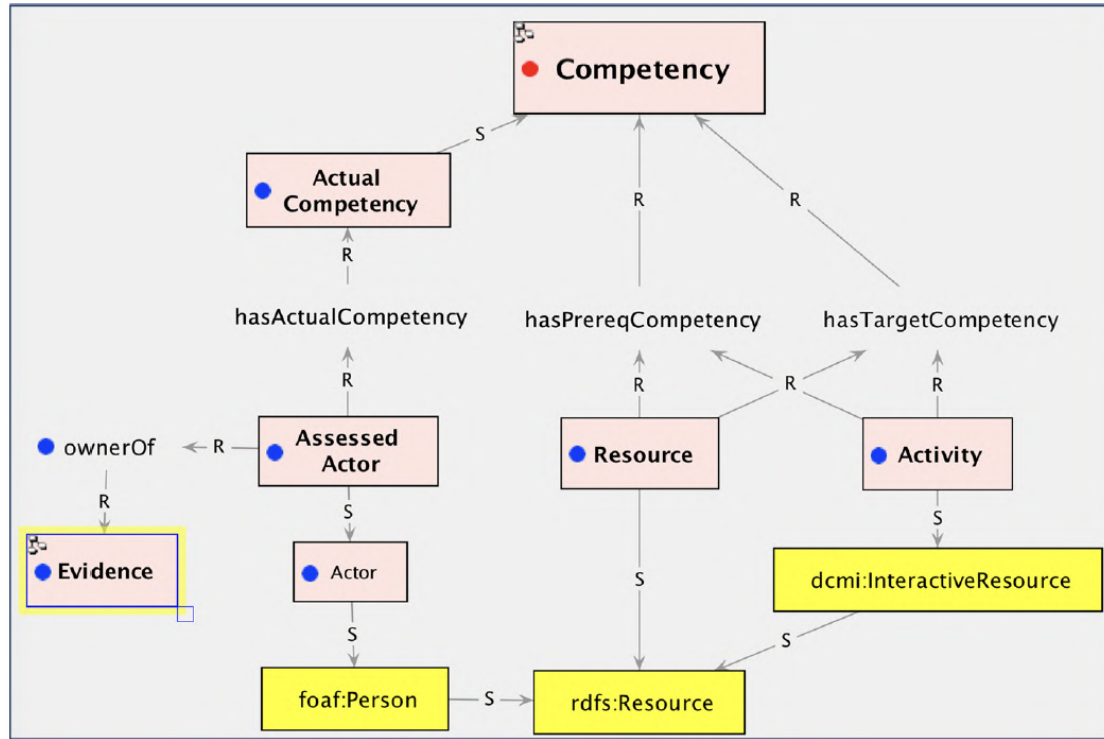 Competency
S
Actual
Competency
R
R
R
hasActualCompetency
hasPrereqCompetency
hasTargetCompetency
R
R
R
R
ownerOf
R
Assessed
Actor
Resource
Activity
R
S
S
Evidence
Actor
S
dcmi:InteractiveResource
S
S
foaf:Person
S
rdfs:Resource